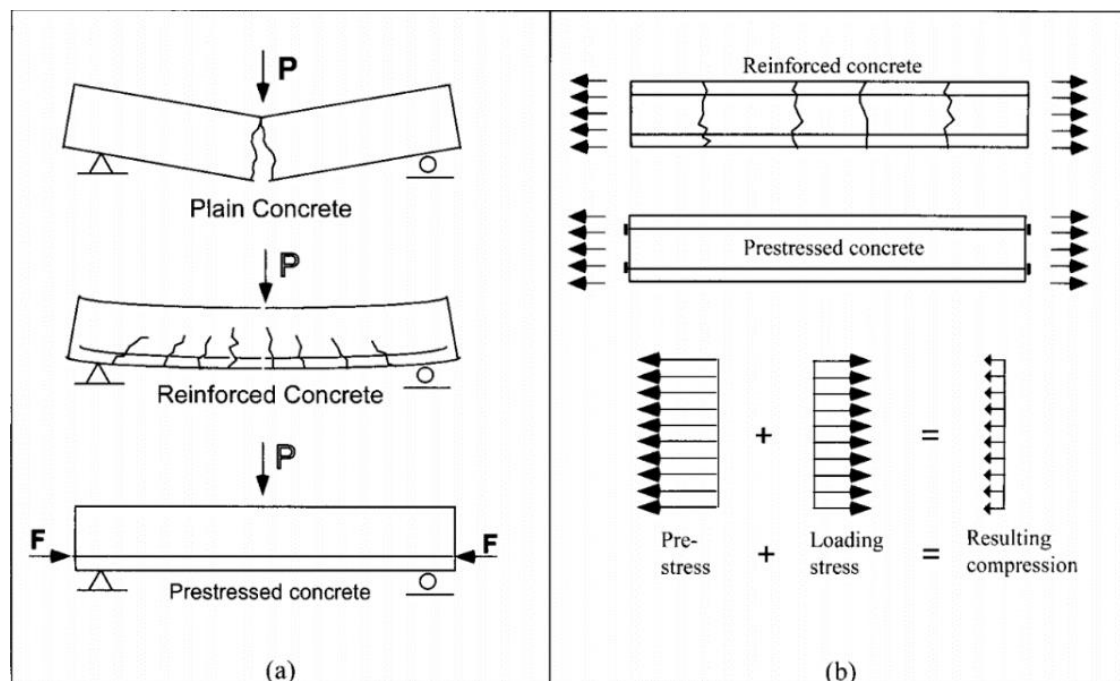 P
Plain Concrete
P
Reinforced Concrete
P
F F
Prestressed concrete
(a)
Reinforced concrete
Prestressed concrete
+ =
Pre-
stress + Loading
stress = Resulting
compression
(b)